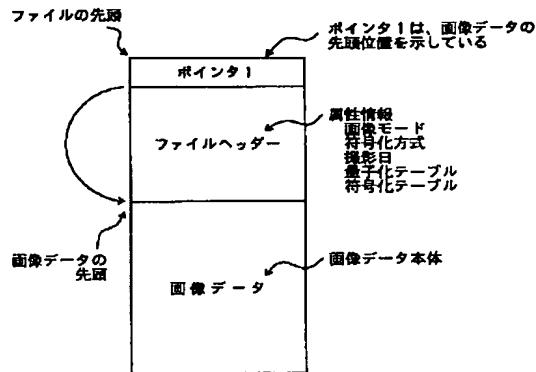 ファイルの先頭
ポインタ1は、画像データの
先頭位置を示している
ポインタ1
属性情報
画像モード
符号化方式
撮影日
量子化テーブル
符号化テーブル
ファイルヘッダー
画像データの
先頭
画像データ本体
画像データ